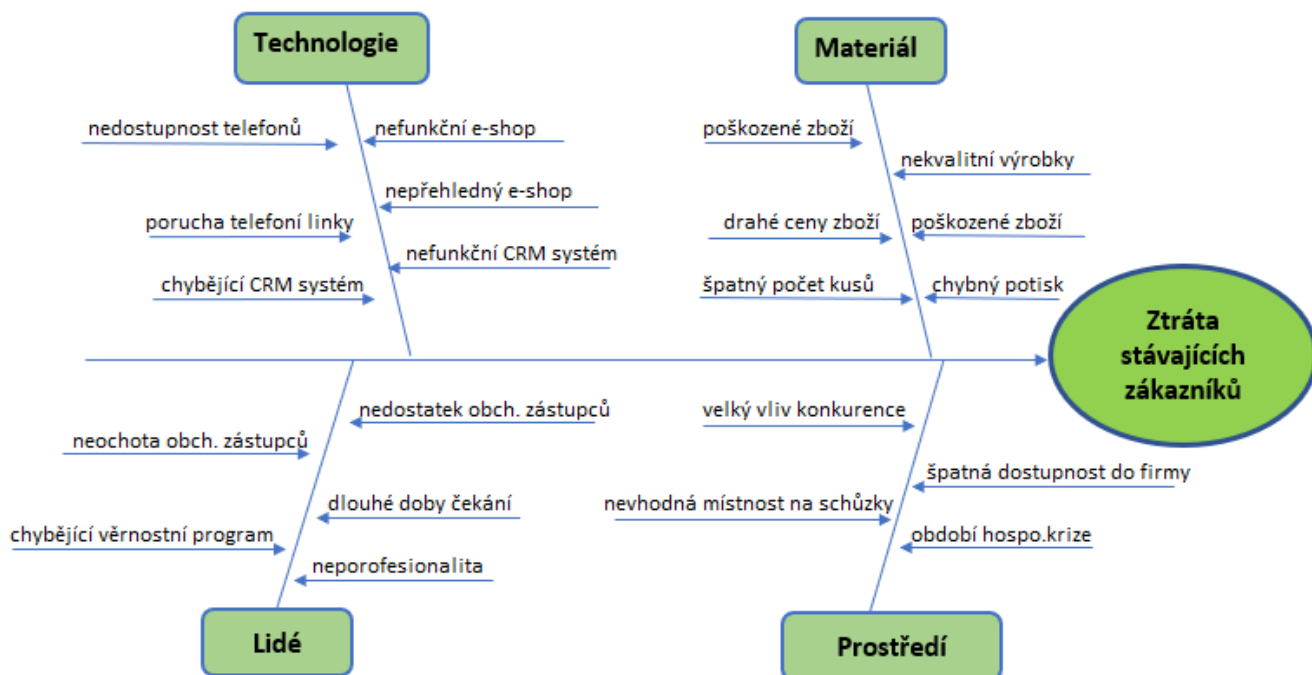 Technologie
Materiál
nedostupnost telefonů
nefunkční e-shop
poškozené zboží
nekvalitní výrobky
nepřehledný e-shop
porucha telefoní linky
drahé ceny zboží
poškozené zboží
nefunkční CRM systém
chybějící CRM systém
špatný počet kusů
chybný potisk
Ztráta
stávajících
zákazníků
nedostatek obch. zástupců
velký vliv konkurence
neochota obch. zástupců
špatná dostupnost do firmy
dlouhé doby čekání
nevhodná místnost na schůzky
chybějící věrnostní program
období hospo.krize
neporofesionalita
Lidé
Prostředí